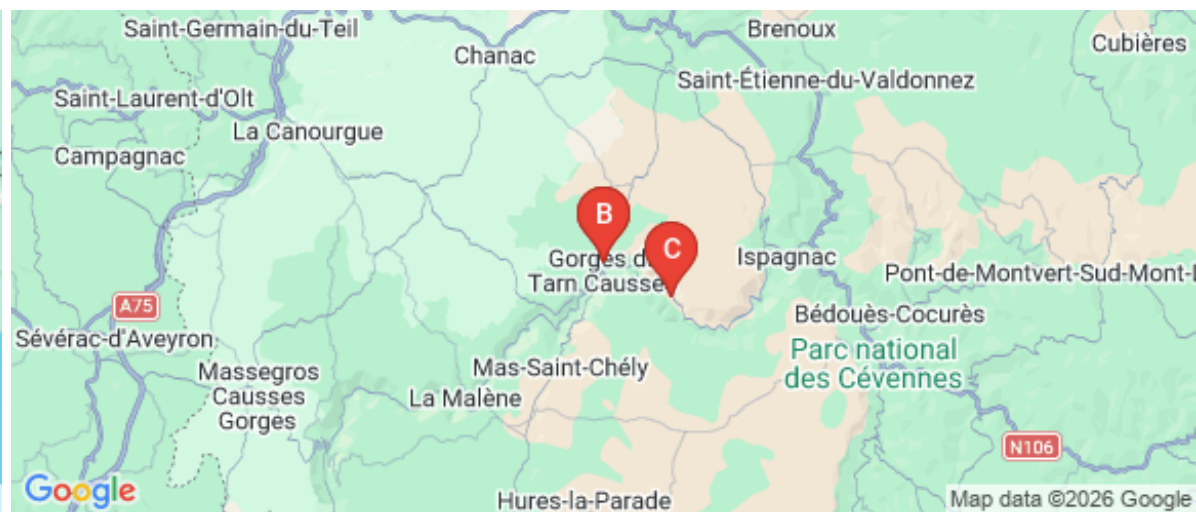 Saint-Germain-du-Teil
Brenoux
Cubières
Chanac
Saint-Étienne-du-Valdonnez
Saint-Laurent-d'Olt
La Canourgue
Campagnac
B
C
Gorges d
Tarn Causse
Ispagnac
Pont-de-Montvert-Sud-Mont-L
A75
Bédouès-Cocurès
Sévérac-d'Aveyron
Parc national
des Cévennes
Mas-Saint-Chély
Massegros
Causses
Gorges
La Malène
N106
Google
Hures-la-Parade
Map data ©2026 Google